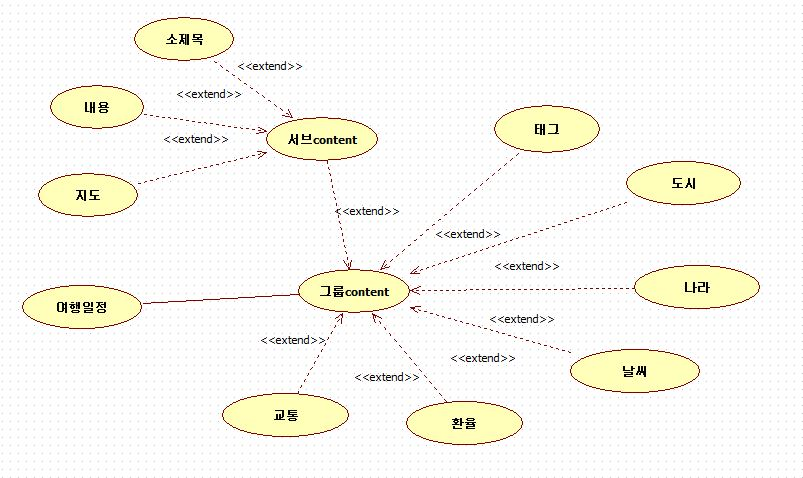 소제목
<<extend>>
<<extend>>
내용
<<extend>>
서브content
태그
지도
도시
<<extend>>
<<extend>>
<<extend>>
그룹content
나라
여행일정
<<extend>>
<<extend>>
<<extend>>
날씨
<<extend>>
교통
환율